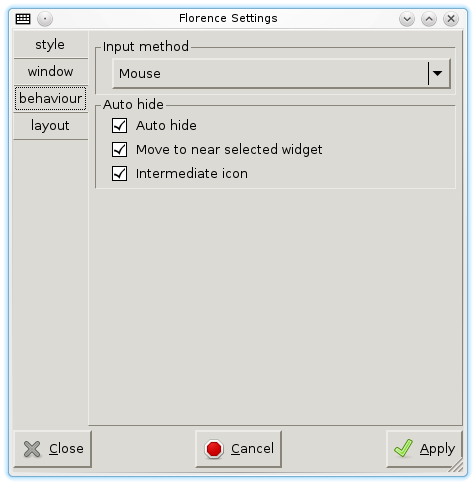 Florence Settings
style
window
behaviour
layout
Input method
Mouse
Auto hide
Auto hide
Move to near selected widget
Intermediate icon
Close
Cancel
Apply